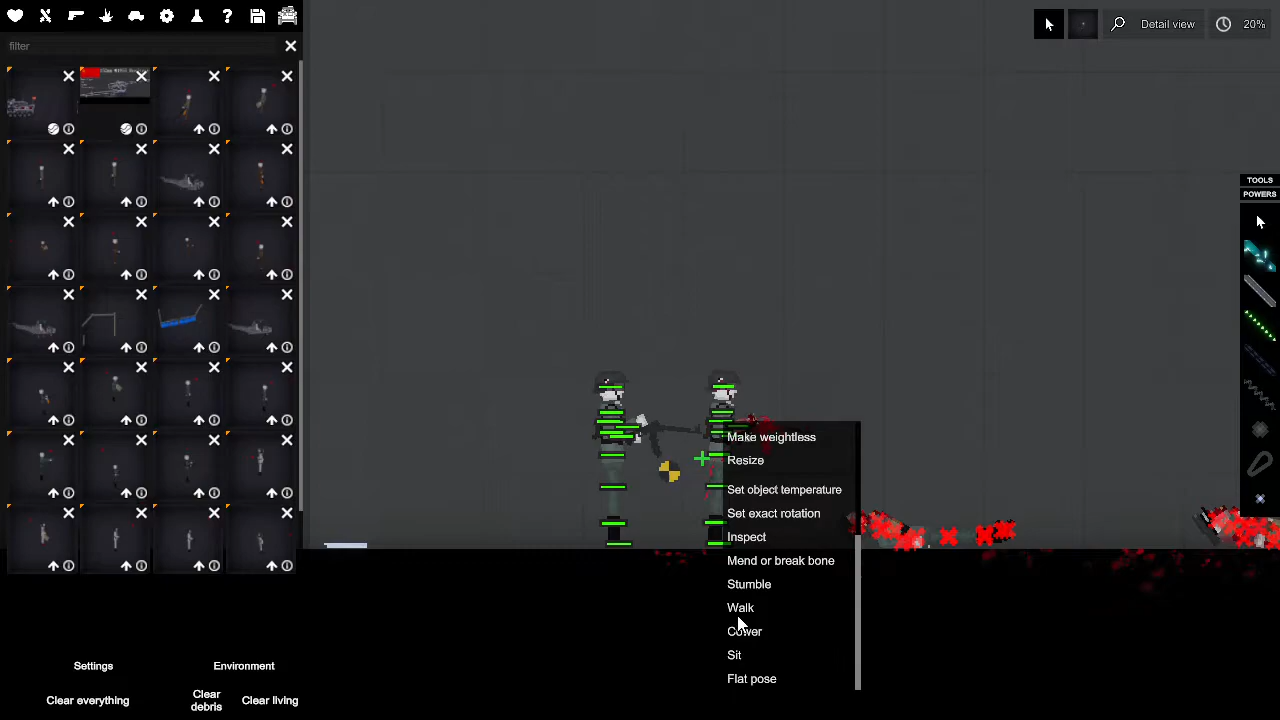 filter
Detail view
20%
TOOLS
POWERS
Make weightless
Resize
Set object temperature
Set exact rotation
Inspect
Mend or break bone
Stumble
Walk
Cower
Sit
Flat pose
Settings
Environment
Clear everything
Clear
debris
Clear living